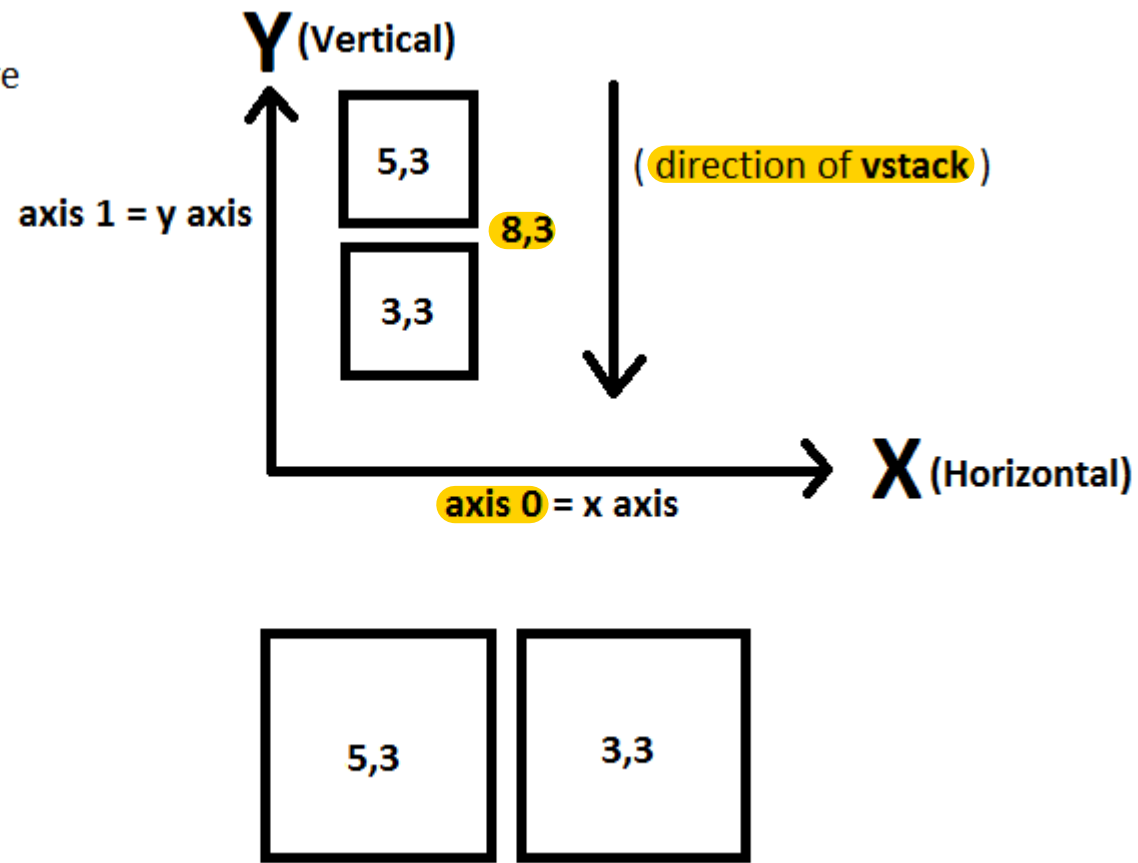 Y (Vertical)
e
5,3
( direction of vstack )
axis 1 = y axis
8,3
3,3
X (Horizontal)
axis 0 = x axis
5,3
3,3